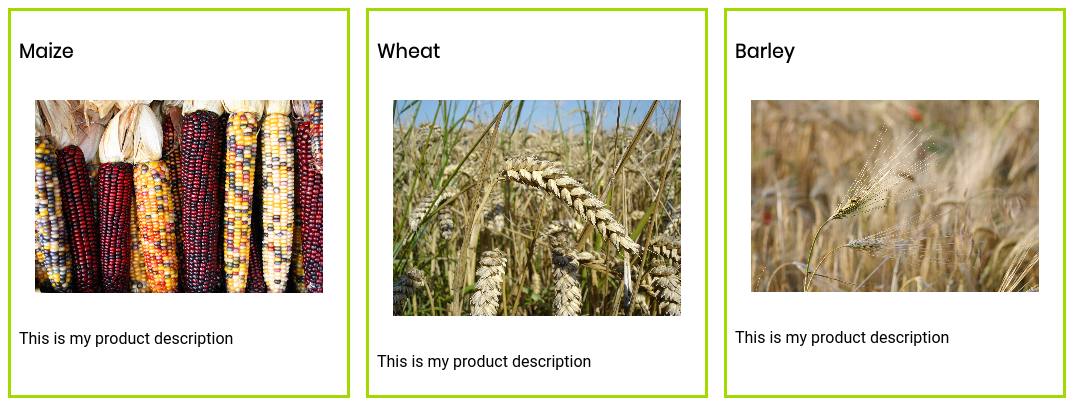 Maize
This is my product description
Wheat
This is my product description
Barley
This is my product description